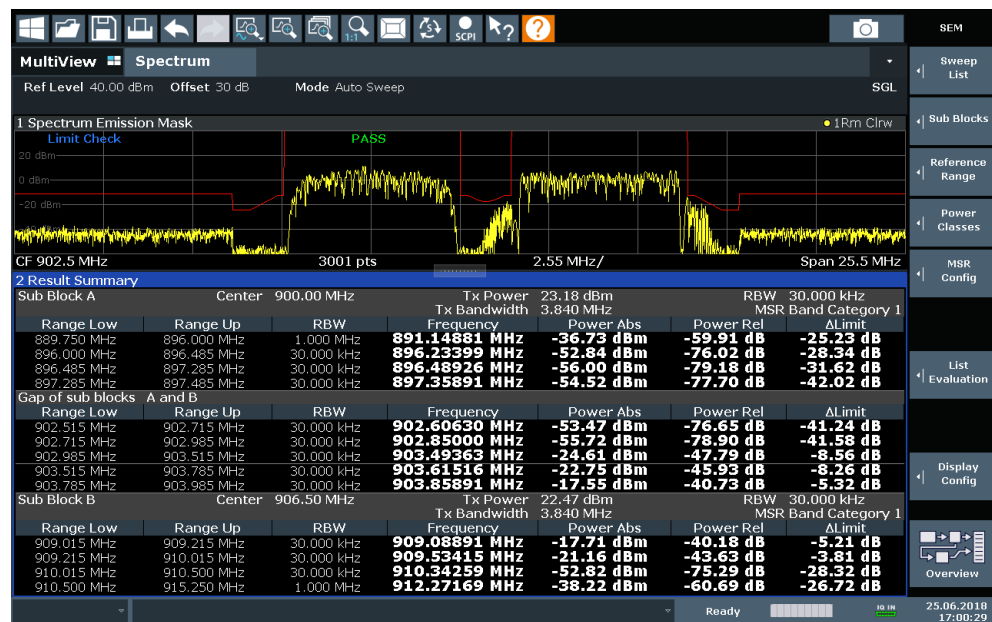 1:1
SCPI
?
?
SEM
MultiView
Spectrum
Ref Level 40.00 dBm Offset 30 dB Mode Auto Sweep SGL
1 Spectrum Emission Mask 1Rm Clrw
Limit Check PASS
20 dBm
0 dBm
-20 dBm
CF 902.5 MHz 3001 pts 2.55 MHz/ Span 25.5 MHz
2 Result Summary
Sub Block A Center 900.00 MHz Tx Power 23.18 dBm RBW 30.000 kHz
Tx Bandwidth 3.840 MHz MSR Band Category 1
Range Low Range Up RBW Frequency Power Abs Power Rel ΔLimit
889.750 MHz 896.000 MHz 1.000 MHz 891.14881 MHz -36.73 dBm -59.91 dB -25.23 dB
896.000 MHz 896.485 MHz 30.000 kHz 896.23399 MHz -52.84 dBm -76.02 dB -28.34 dB
896.485 MHz 897.285 MHz 30.000 kHz 896.48926 MHz -56.00 dBm -79.18 dB -31.62 dB
897.285 MHz 897.485 MHz 30.000 kHz 897.35891 MHz -54.52 dBm -77.70 dB -42.02 dB
Gap of sub blocks A and B
Range Low Range Up RBW Frequency Power Abs Power Rel ΔLimit
902.515 MHz 902.715 MHz 30.000 kHz 902.60630 MHz -53.47 dBm -76.65 dB -41.24 dB
902.715 MHz 902.985 MHz 30.000 kHz 902.85000 MHz -55.72 dBm -78.90 dB -41.58 dB
902.985 MHz 903.515 MHz 30.000 kHz 903.49363 MHz -24.61 dBm -47.79 dB -8.56 dB
903.515 MHz 903.785 MHz 30.000 kHz 903.61516 MHz -22.75 dBm -45.93 dB -8.26 dB
903.785 MHz 903.985 MHz 30.000 kHz 903.85891 MHz -17.55 dBm -40.73 dB -5.32 dB
Sub Block B Center 906.50 MHz Tx Power 22.47 dBm RBW 30.000 kHz
Tx Bandwidth 3.840 MHz MSR Band Category 1
Range Low Range Up RBW Frequency Power Abs Power Rel ΔLimit
909.015 MHz 909.215 MHz 30.000 kHz 909.08891 MHz -17.71 dBm -40.18 dB -5.21 dB
909.215 MHz 910.015 MHz 30.000 kHz 909.53415 MHz -21.16 dBm -43.63 dB -3.81 dB
910.015 MHz 910.500 MHz 30.000 kHz 910.34259 MHz -52.82 dBm -75.29 dB -28.32 dB
910.500 MHz 915.250 MHz 1.000 MHz 912.27169 MHz -38.22 dBm -60.69 dB -26.72 dB
Sweep
List
Sub Blocks
Reference
Range
Power
Classes
MSR
Config
List
Evaluation
Display
Config
Overview
Ready
IQ IN
25.06.2018
17:00:29